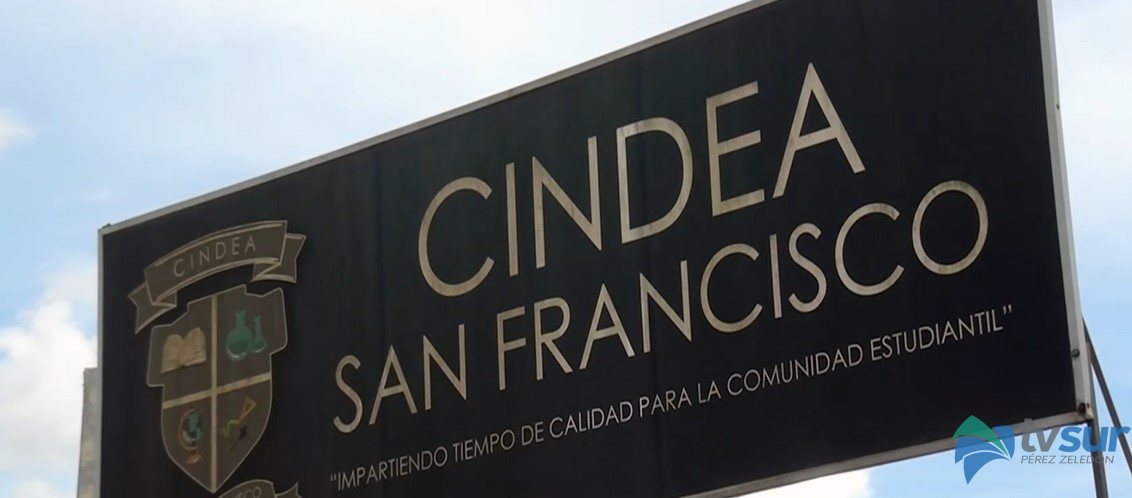 CINDEA
CINDEA
SAN FRANCISCO
"IMPARTIENDO TIEMPO DE CALIDAD PARA LA COMUNIDAD ESTUDIANTIL"
tvsur
PÉREZ ZELEDÓN